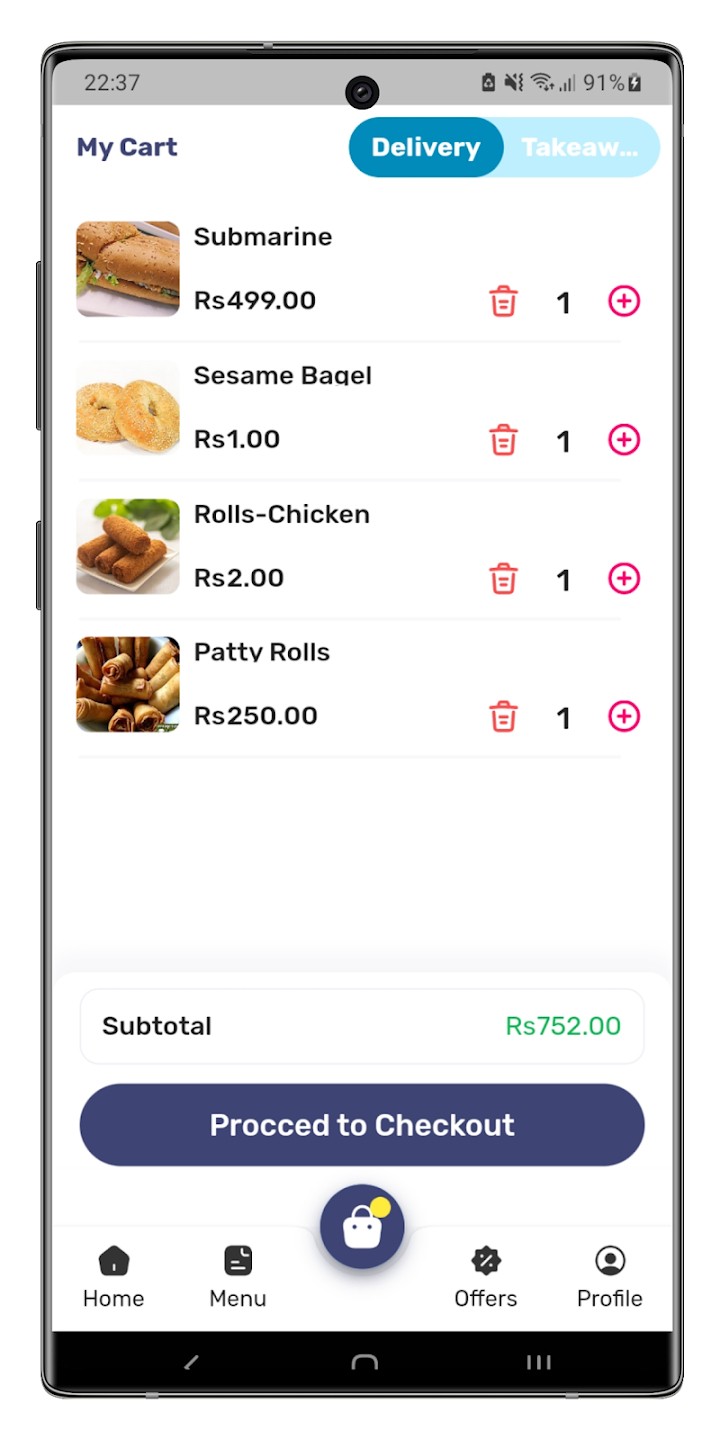 22:37 91%
My Cart Delivery Takeaw...
Submarine
Rs499.00 1
Sesame Bagel
Rs1.00 1
Rolls-Chicken
Rs2.00 1
Patty Rolls
Rs250.00 1
Subtotal Rs752.00
Procced to Checkout
Home Menu Offers Profile